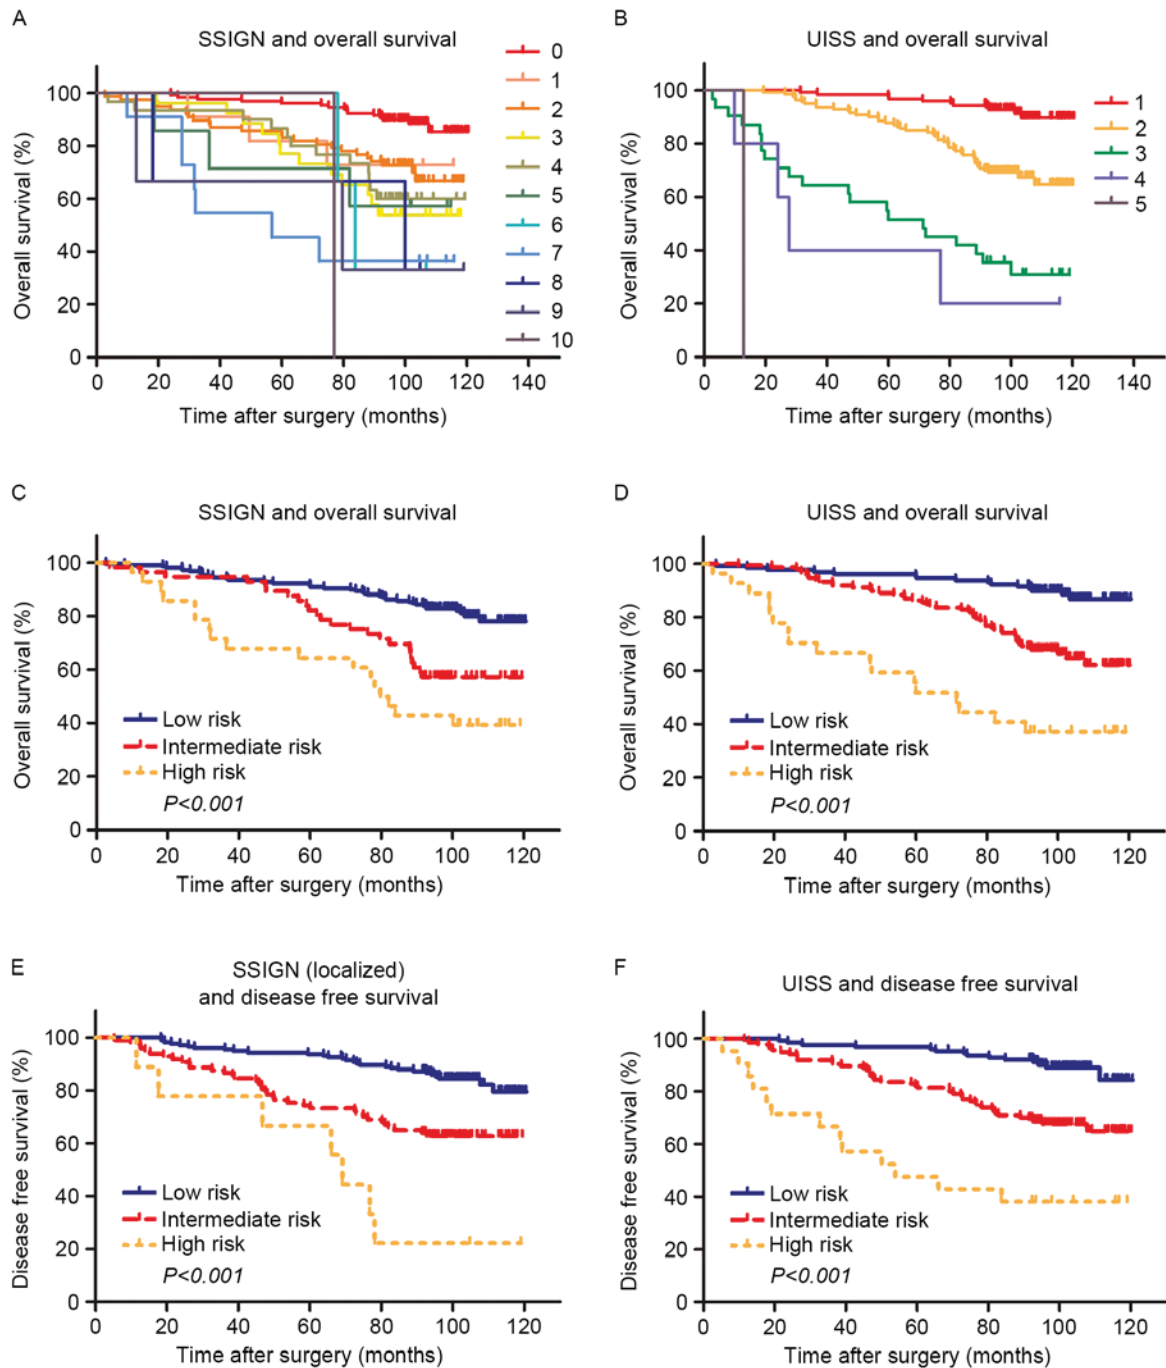 A
SSIGN and overall survival
Overall survival (%)
100
80
60
40
20
0
0 20 40 60 80 100 120 140
Time after surgery (months)
0
1
2
3
4
5
6
7
8
9
10
B
UISS and overall survival
Overall survival (%)
100
80
60
40
20
0
0 20 40 60 80 100 120 140
Time after surgery (months)
1
2
3
4
5
C
SSIGN and overall survival
Overall survival (%)
100
80
60
40
20
0
Low risk
Intermediate risk
High risk
P<0.001
0 20 40 60 80 100 120
Time after surgery (months)
D
UISS and overall survival
Overall survival (%)
100
80
60
40
20
0
Low risk
Intermediate risk
High risk
P<0.001
0 20 40 60 80 100 120
Time after surgery (months)
E
SSIGN (localized)
and disease free survival
Disease free survival (%)
100
80
60
40
20
0
Low risk
Intermediate risk
High risk
P<0.001
0 20 40 60 80 100 120
Time after surgery (months)
F
UISS and disease free survival
Disease free survival (%)
100
80
60
40
20
0
Low risk
Intermediate risk
High risk
P<0.001
0 20 40 60 80 100 120
Time after surgery (months)